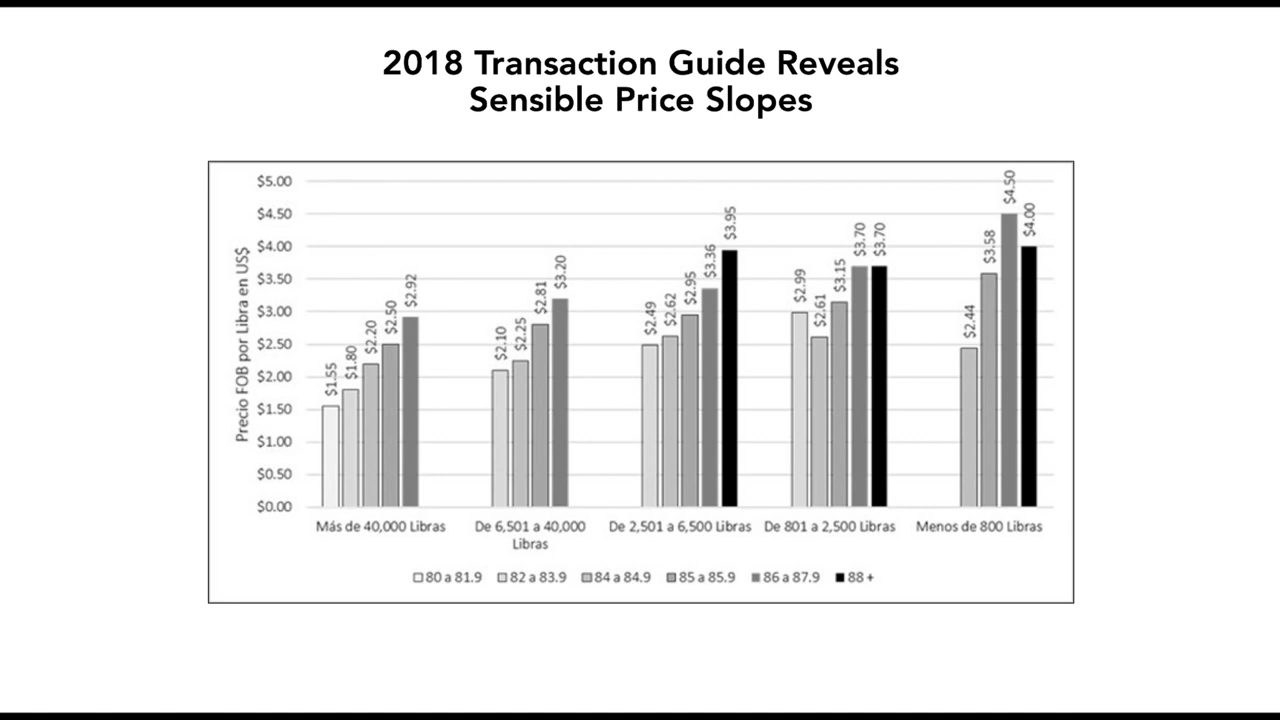 2018 Transaction Guide Reveals
Sensible Price Slopes
Precio FOB por Libra en US$
$5.00
$4.50
$4.00
$3.50
$3.00
$2.50
$2.00
$1.50
$1.00
$0.50
$0.00
$1.55
$1.80
$2.20
$2.50
$2.92
$2.10
$2.25
$2.81
$3.20
$2.49
$2.62
$2.95
$3.36
$3.95
$2.99
$2.61
$3.15
$3.70
$3.70
$2.44
$3.58
$4.50
$4.00
Más de 40,000 Libras
De 6,501 a 40,000
Libras
De 2,501 a 6,500 Libras
De 801 a 2,500 Libras
Menos de 800 Libras
80 a 81.9
82 a 83.9
84 a 84.9
85 a 85.9
86 a 87.9
88 +